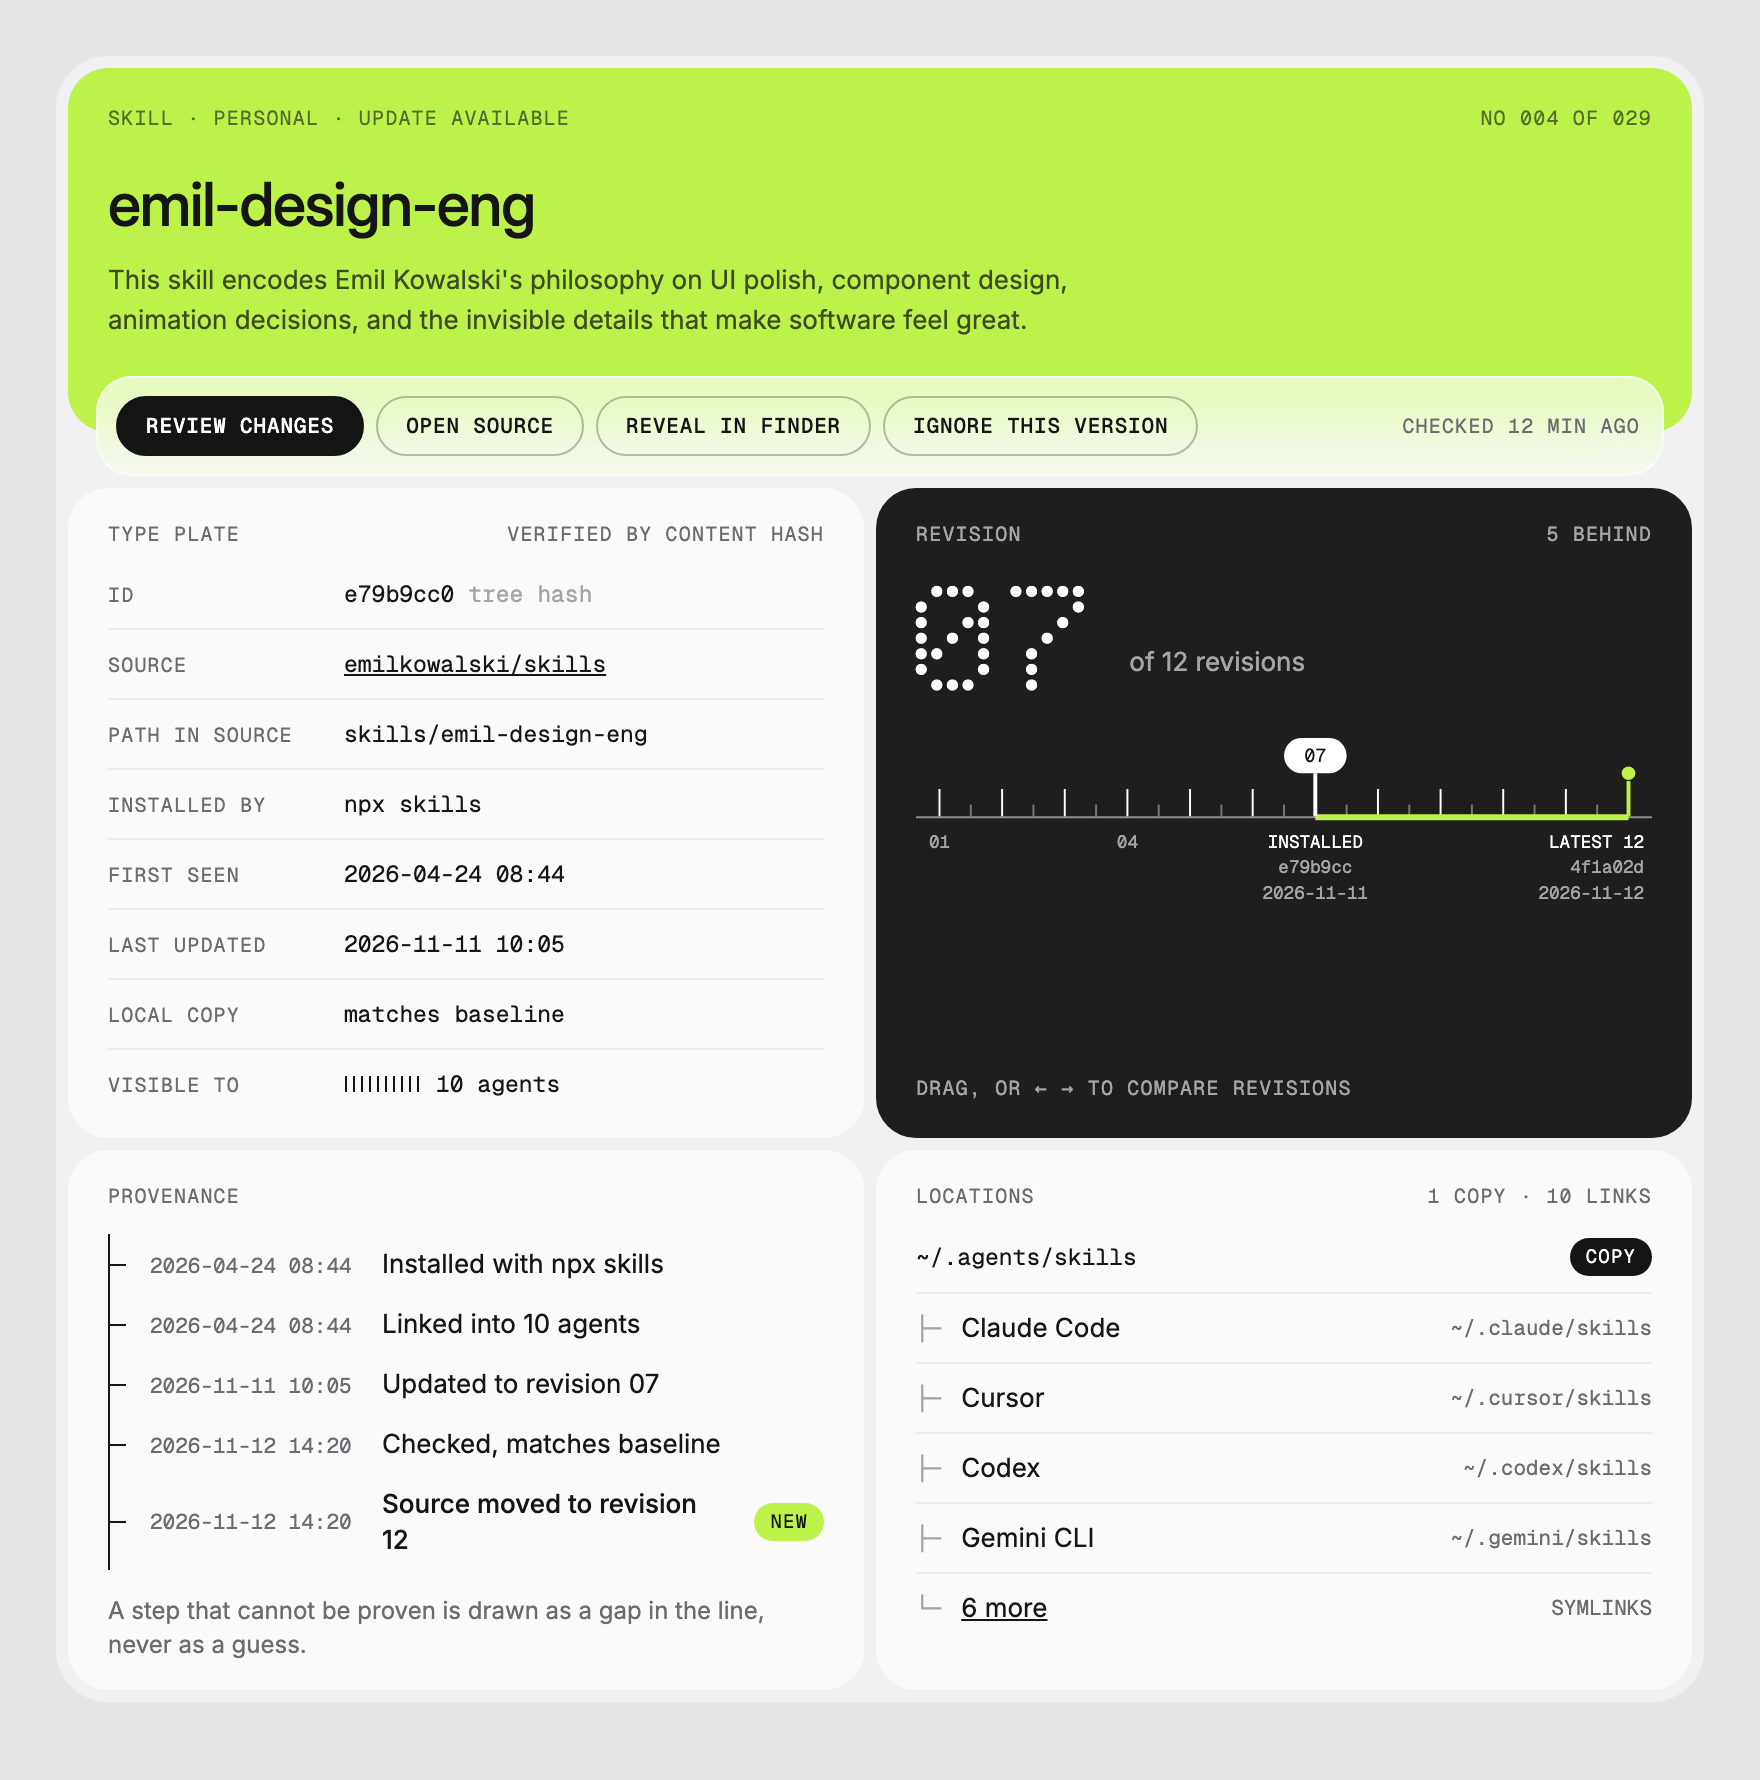 SKILL · PERSONAL · UPDATE AVAILABLE
NO 004 OF 029
emil-design-eng
This skill encodes Emil Kowalski's philosophy on UI polish, component design,
animation decisions, and the invisible details that make software feel great.
REVIEW CHANGES
OPEN SOURCE
REVEAL IN FINDER
IGNORE THIS VERSION
CHECKED 12 MIN AGO
TYPE PLATE
VERIFIED BY CONTENT HASH
ID
e79b9cc0 tree hash
SOURCE
emilkowalski/skills
PATH IN SOURCE
skills/emil-design-eng
INSTALLED BY
npx skills
FIRST SEEN
2026-04-24 08:44
LAST UPDATED
2026-11-11 10:05
LOCAL COPY
matches baseline
VISIBLE TO
10 agents
REVISION
5 BEHIND
07
of 12 revisions
07
01
04
INSTALLED
e79b9cc
2026-11-11
LATEST 12
4f1a02d
2026-11-12
DRAG, OR ← → TO COMPARE REVISIONS
PROVENANCE
2026-04-24 08:44 Installed with npx skills
2026-04-24 08:44 Linked into 10 agents
2026-11-11 10:05 Updated to revision 07
2026-11-12 14:20 Checked, matches baseline
2026-11-12 14:20 Source moved to revision
12
NEW
A step that cannot be proven is drawn as a gap in the line,
never as a guess.
LOCATIONS
1 COPY · 10 LINKS
~/.agents/skills
COPY
Claude Code
~/.claude/skills
Cursor
~/.cursor/skills
Codex
~/.codex/skills
Gemini CLI
~/.gemini/skills
6 more
SYMLINKS